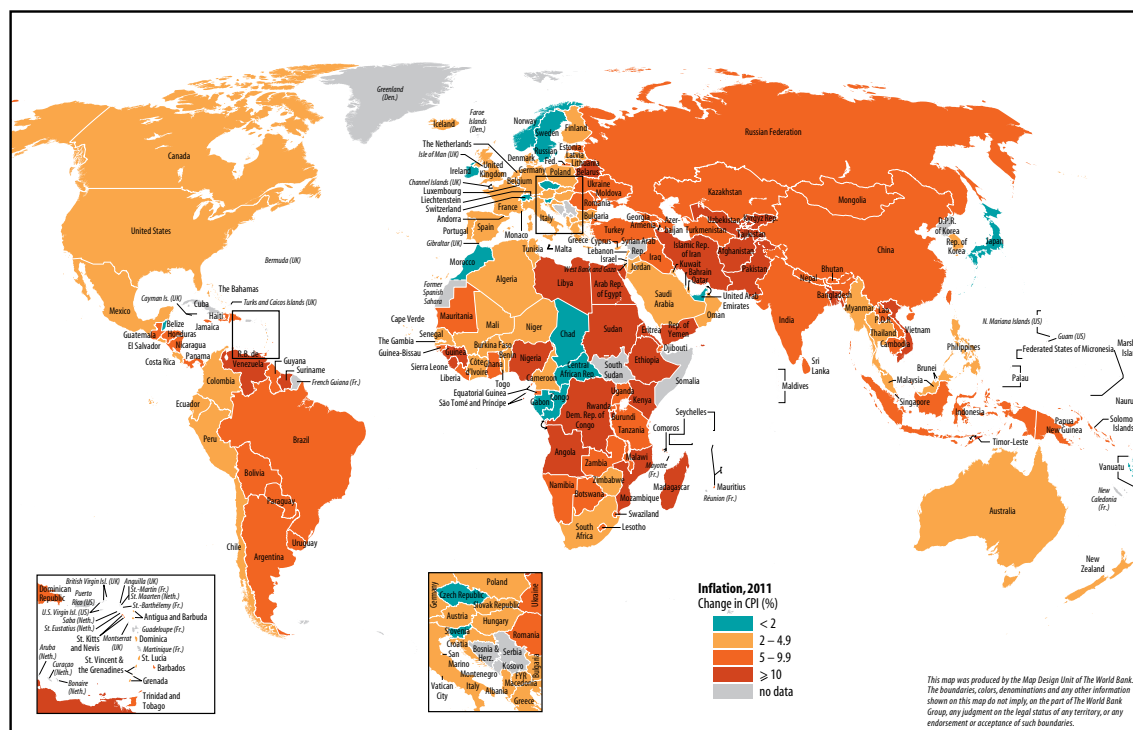 Greenland
(Den.)
Faroe
Islands
(Den.)
Iceland
Norway
Sweden
Finland
Russian
Fed.
Estonia
Latvia
Lithuania
Belarus
The Netherlands
Isle of Man (UK)
Ireland
United
Kingdom
Denmark
Germany
Poland
Belgium
Channel Islands (UK)
Luxembourg
Liechtenstein
Switzerland
France
Andorra
Portugal
Spain
Monaco
Italy
Gibraltar (UK)
Ukraine
Moldova
Romania
Bulgaria
Greece
Malta
Tunisia
Morocco
Russian Federation
Canada
United States
Bermuda (UK)
Mexico
The Bahamas
Cayman Is. (UK)
Cuba
Turks and Caicos Islands (UK)
Haiti
Belize
Jamaica
Guatemala
Honduras
El Salvador
Nicaragua
Costa Rica
Panama
R.B. de
Venezuela
Guyana
Suriname
French Guiana (Fr.)
Colombia
Ecuador
Peru
Brazil
Bolivia
Paraguay
Chile
Argentina
Uruguay
Kazakhstan
Mongolia
Georgia
Armenia
Azer-
baijan
Uzbekistan
Turkmenistan
Kyrgyz Rep.
Tajikistan
Turkey
Cyprus
Syrian Arab
Rep.
Lebanon
Israel
West Bank and Gaza
Jordan
Iraq
Islamic Rep.
of Iran
Afghanistan
Kuwait
Bahrain
Qatar
Pakistan
Saudi
Arabia
United Arab
Emirates
Oman
Rep. of
Yemen
China
D.P.R.
of Korea
Rep. of
Korea
Japan
Nepal
Bhutan
Bangladesh
India
Myanmar
Lao
P.D.R.
Thailand
Vietnam
Cambodia
Sri
Lanka
Maldives
Philippines
Brunei
Malaysia
Singapore
Indonesia
Timor-Leste
Papua
New Guinea
N. Mariana Islands (US)
Guam (US)
Federated States of Micronesia
Palau
Marsh
Islan
Nauru
Solomo
Islands
Vanuatu
New
Caledonia
(Fr.)
Australia
New
Zealand
Former
Spanish
Sahara
Algeria
Libya
Arab Rep.
of Egypt
Cape Verde
Mauritania
Mali
Niger
Chad
Sudan
Eritrea
Djibouti
Senegal
The Gambia
Guinea-Bissau
Guinea
Sierra Leone
Liberia
Burkina Faso
Côte
d'Ivoire
Ghana
Togo
Benin
Nigeria
Cameroon
Central
African Rep.
South
Sudan
Ethiopia
Somalia
Equatorial Guinea
São Tomé and Príncipe
Gabon
Congo
Dem. Rep. of
Congo
Uganda
Rwanda
Burundi
Kenya
Tanzania
Seychelles
Comoros
Mayotte
(Fr.)
Angola
Zambia
Malawi
Namibia
Botswana
Zimbabwe
Mozambique
Madagascar
Mauritius
Réunion (Fr.)
South
Africa
Swaziland
Lesotho
Dominican
Republic
Puerto
Rico (US)
British Virgin Isl. (UK)
Anguilla (UK)
St.-Martin (Fr.)
St. Maarten (Neth.)
St.-Barthélemy (Fr.)
U.S. Virgin Isl. (US)
Saba (Neth.)
St. Eustatius (Neth.)
Antigua and Barbuda
St. Kitts
and Nevis
Montserrat
(UK)
Guadeloupe (Fr.)
Dominica
Martinique (Fr.)
St. Lucia
Barbados
St. Vincent &
the Grenadines
Grenada
Trinidad and
Tobago
Aruba
(Neth.)
Curaçao
(Neth.)
Bonaire
(Neth.)
Germany
Poland
Czech Republic
Slovak Republic
Ukraine
Austria
Hungary
Slovenia
Croatia
Romania
San
Marino
Bosnia &
Herz.
Serbia
Kosovo
Montenegro
Bulgaria
FYR
Macedonia
Vatican
City
Italy
Albania
Greece
Inflation, 2011
Change in CPI (%)
< 2
2 – 4.9
5 – 9.9
⩾ 10
no data
This map was produced by the Map Design Unit of The World Bank.
The boundaries, colors, denominations and any other information
shown on this map do not imply, on the part of The World Bank
Group, any judgment on the legal status of any territory, or any
endorsement or acceptance of such boundaries.